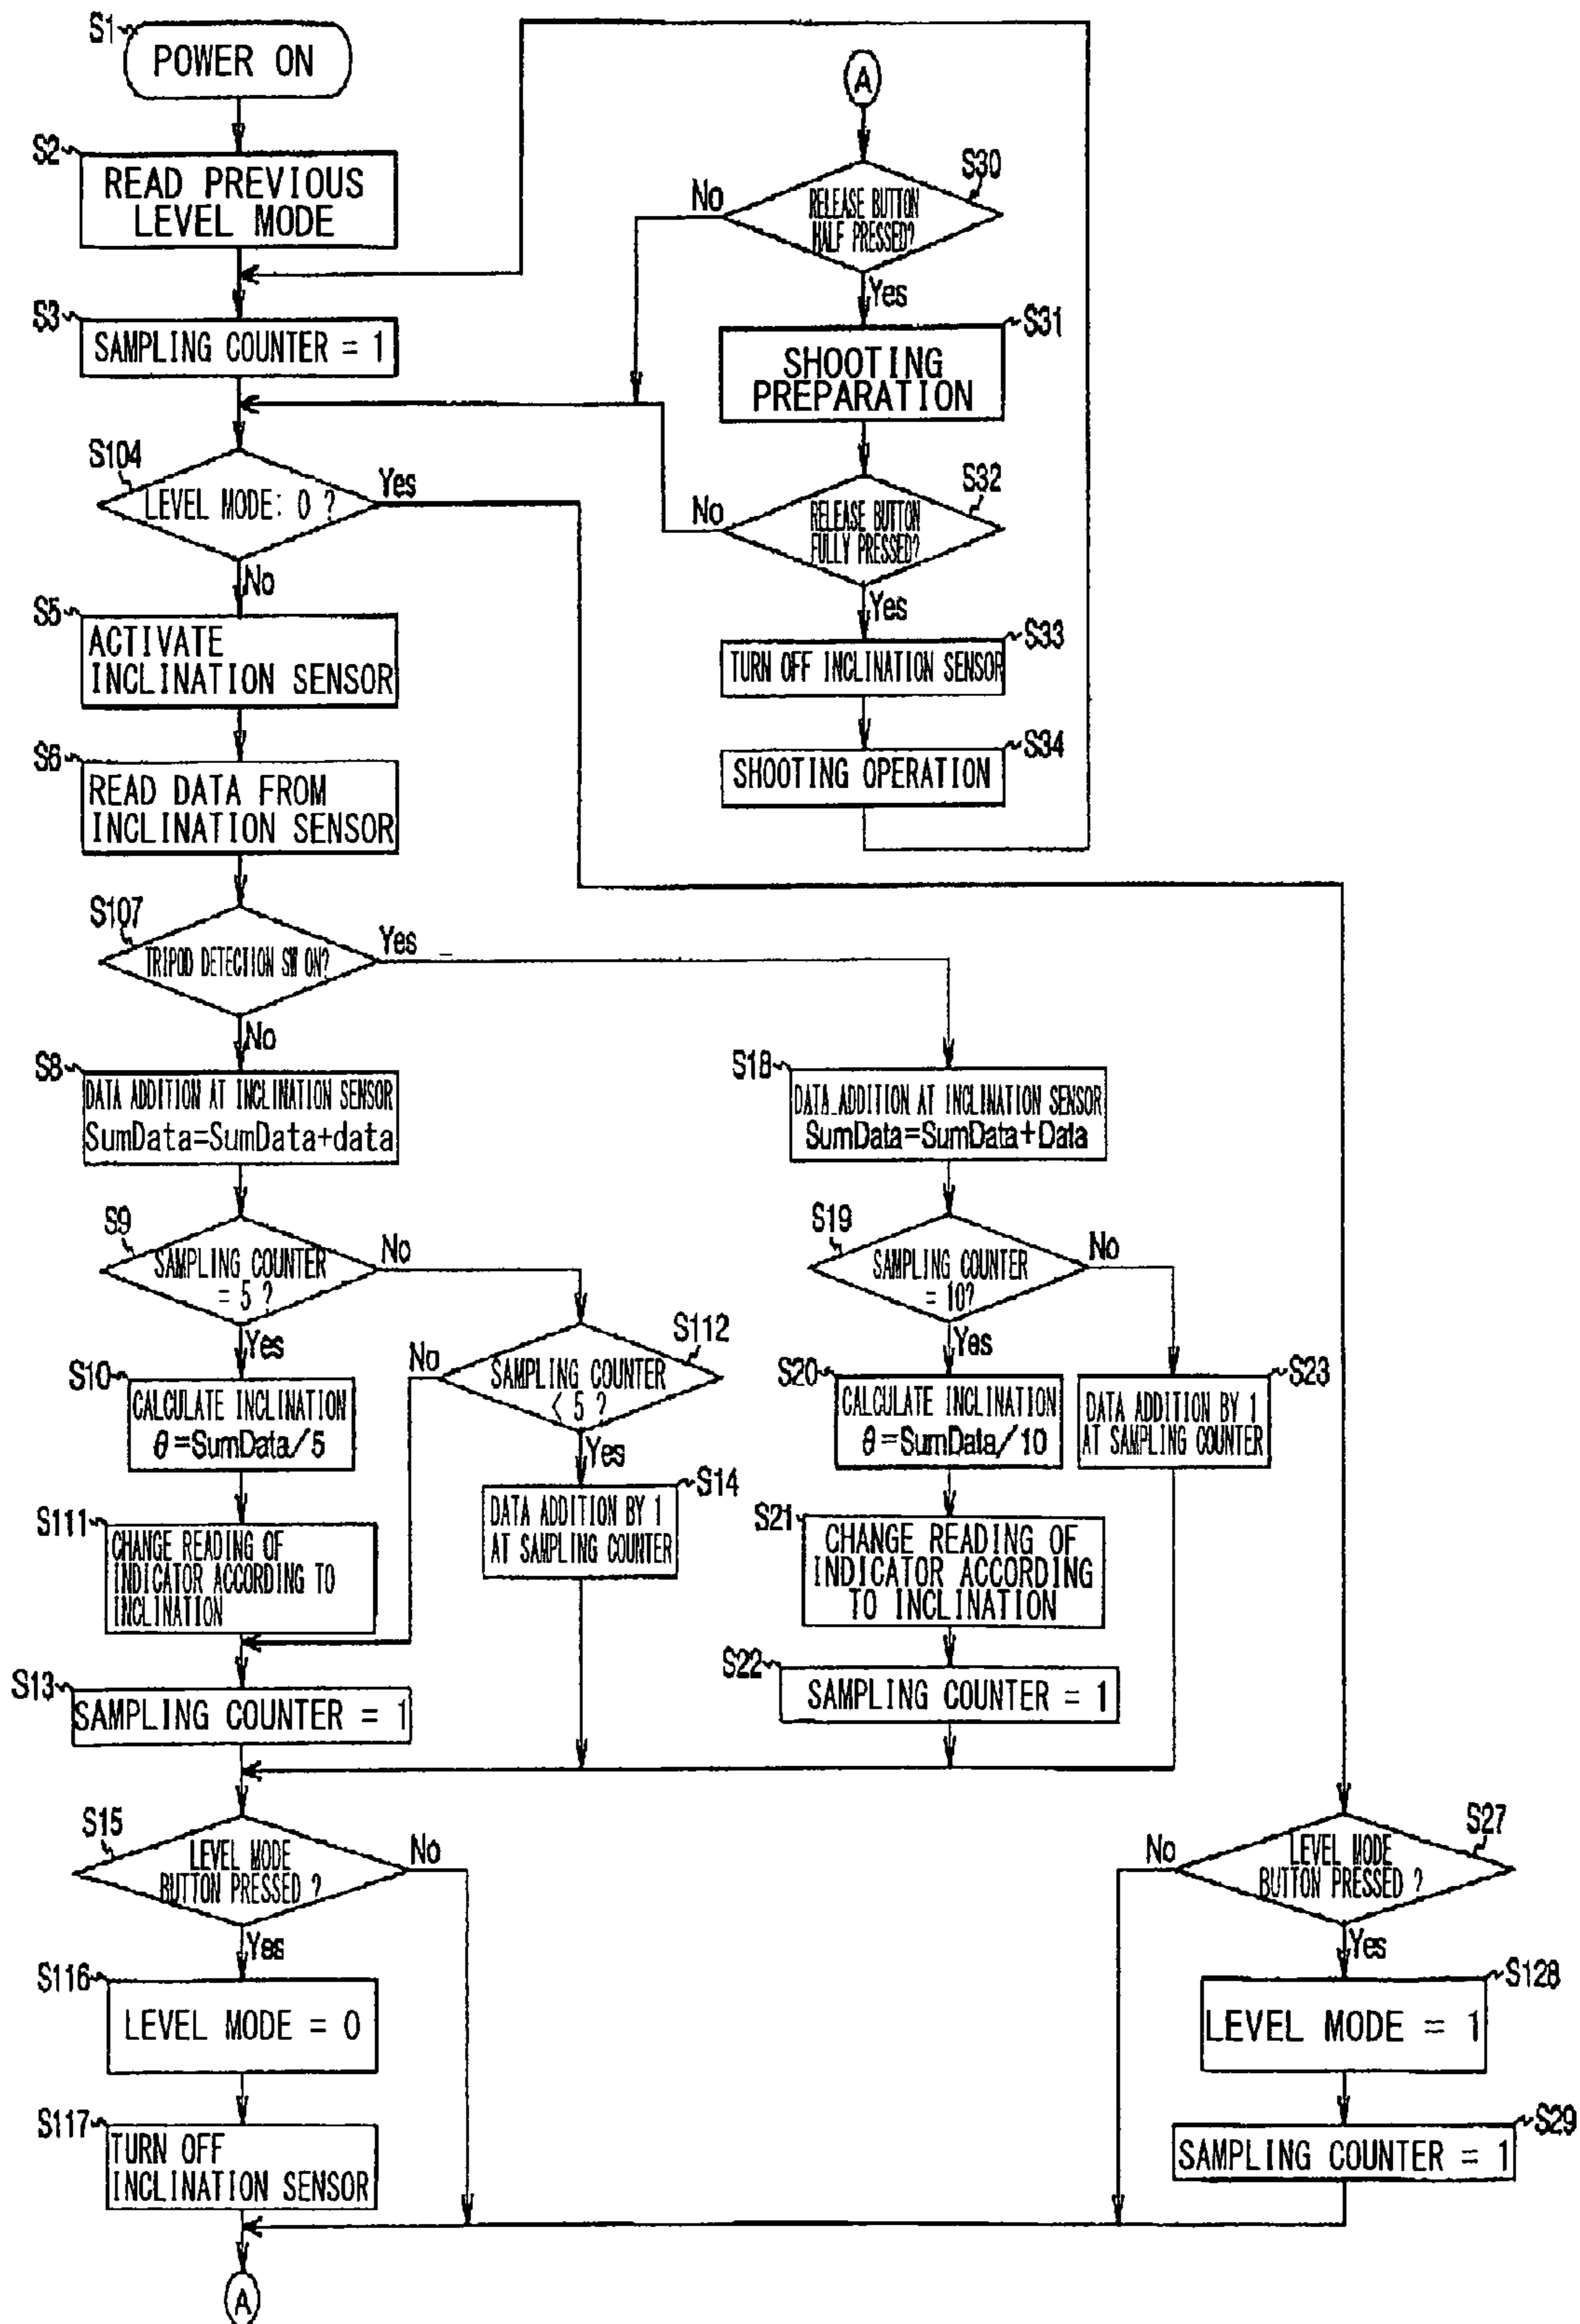 S1
POWER ON
S2
READ PREVIOUS
LEVEL MODE
S3
SAMPLING COUNTER = 1
S104
LEVEL MODE: 0 ?
Yes
No
S5
ACTIVATE
INCLINATION SENSOR
S6
READ DATA FROM
INCLINATION SENSOR
S107
TRIPOD DETECTION SW ON?
Yes
No
S8
DATA ADDITION AT INCLINATION SENSOR
SumData=SumData+data
S9
SAMPLING COUNTER
= 5 ?
No
Yes
S10
CALCULATE INCLINATION
θ=SumData/5
S111
CHANGE READING OF
INDICATOR ACCORDING TO
INCLINATION
S112
SAMPLING COUNTER
< 5 ?
No
Yes
S14
DATA ADDITION BY 1
AT SAMPLING COUNTER
S13
SAMPLING COUNTER = 1
S15
LEVEL MODE
BUTTON PRESSED ?
No
Yes
S116
LEVEL MODE = 0
S117
TURN OFF
INCLINATION SENSOR
A
S18
DATA ADDITION AT INCLINATION SENSOR
SumData=SumData+Data
S19
SAMPLING COUNTER
= 10?
No
Yes
S20
CALCULATE INCLINATION
θ=SumData/10
S23
DATA ADDITION BY 1
AT SAMPLING COUNTER
S21
CHANGE READING OF
INDICATOR ACCORDING
TO INCLINATION
S22
SAMPLING COUNTER = 1
S27
LEVEL MODE
BUTTON PRESSED ?
No
Yes
S128
LEVEL MODE = 1
S29
SAMPLING COUNTER = 1
A
S30
RELEASE BUTTON
HALF PRESSED?
No
Yes
S31
SHOOTING
PREPARATION
S32
RELEASE BUTTON
FULLY PRESSED?
No
Yes
S33
TURN OFF INCLINATION SENSOR
S34
SHOOTING OPERATION